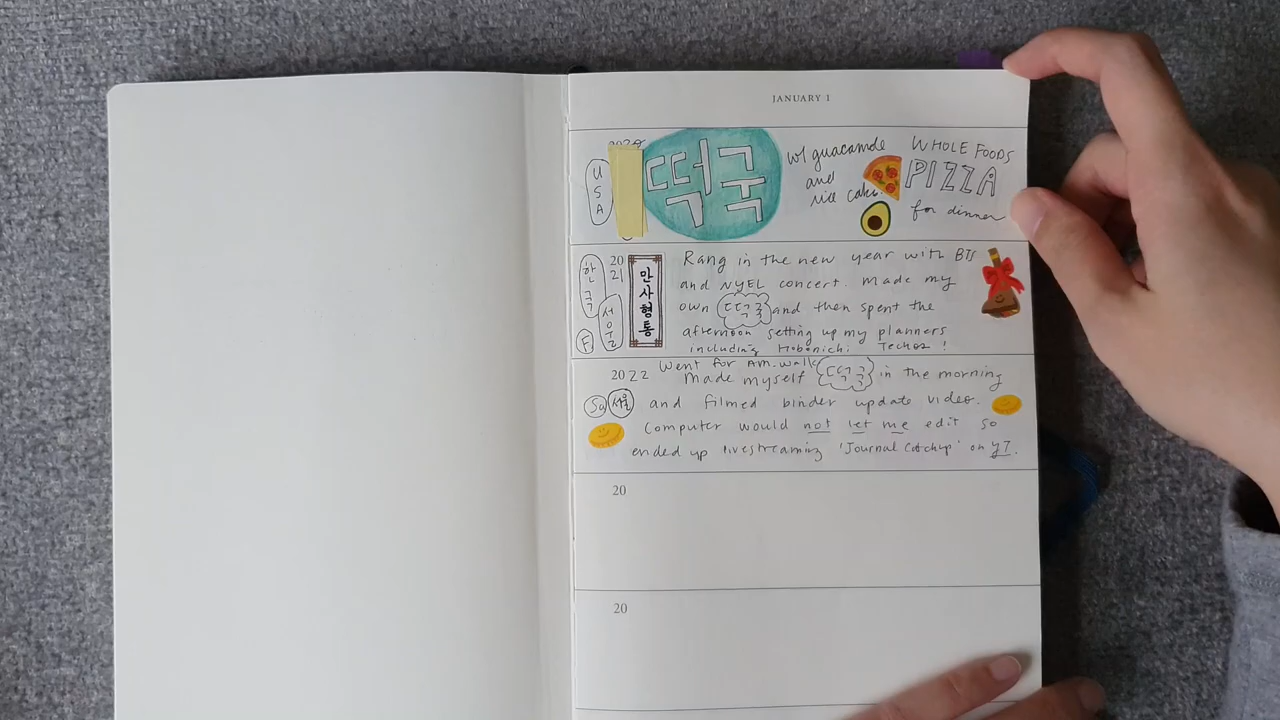 JANUARY 1
2020
USA
떡국
w/ guacamole
and
rice cake.
WHOLE FOODS
PIZZA
for dinner
2021
한국
서울
F
만사형통
Rang in the new year with BTS
and NYEL concert. Made my
own 떡국 and then spent the
afternoon setting up my planners
including Hobonichi Techos!
2022
Sa
서울
Went for AM.walk
Made myself 떡국 in the morning
and filmed binder update video.
Computer would not let me edit so
ended up livestreaming 'Journal Catchup' on YT.
20
20